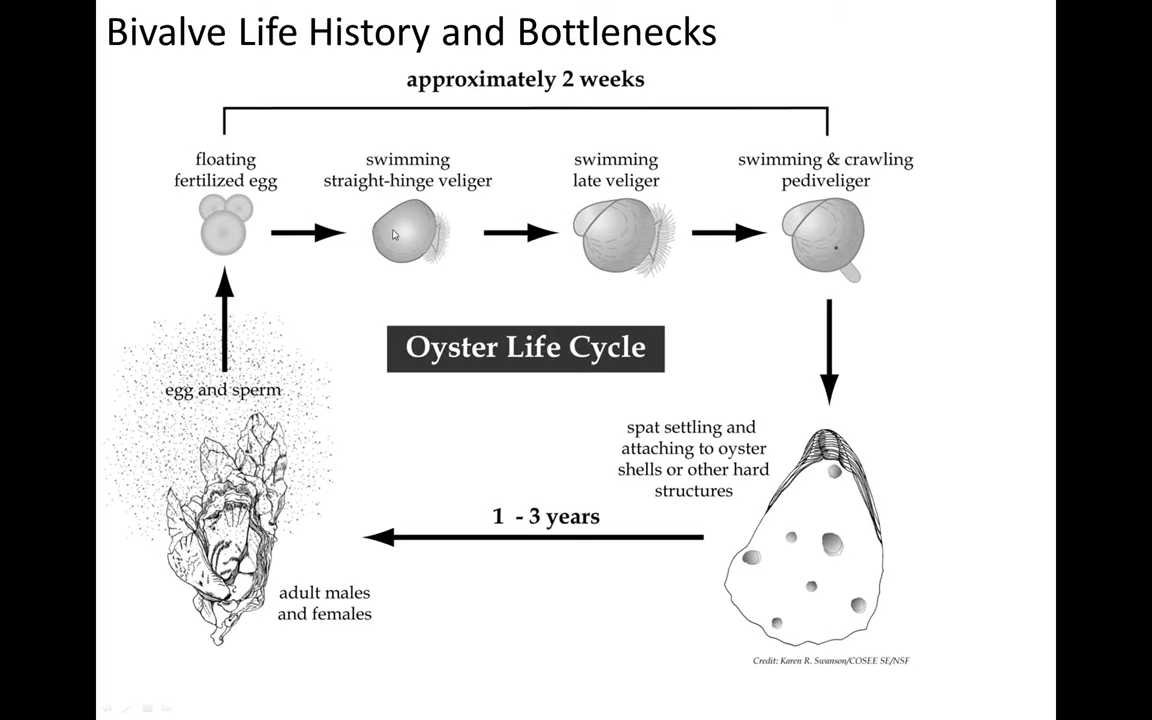 Bivalve Life History and Bottlenecks
approximately 2 weeks
floating
fertilized egg
swimming
straight-hinge veliger
swimming
late veliger
swimming & crawling
pediveliger
Oyster Life Cycle
egg and sperm
spat settling and
attaching to oyster
shells or other hard
structures
1 - 3 years
adult males
and females
Credit: Karen R. Swanson/COSEE SE/NSF